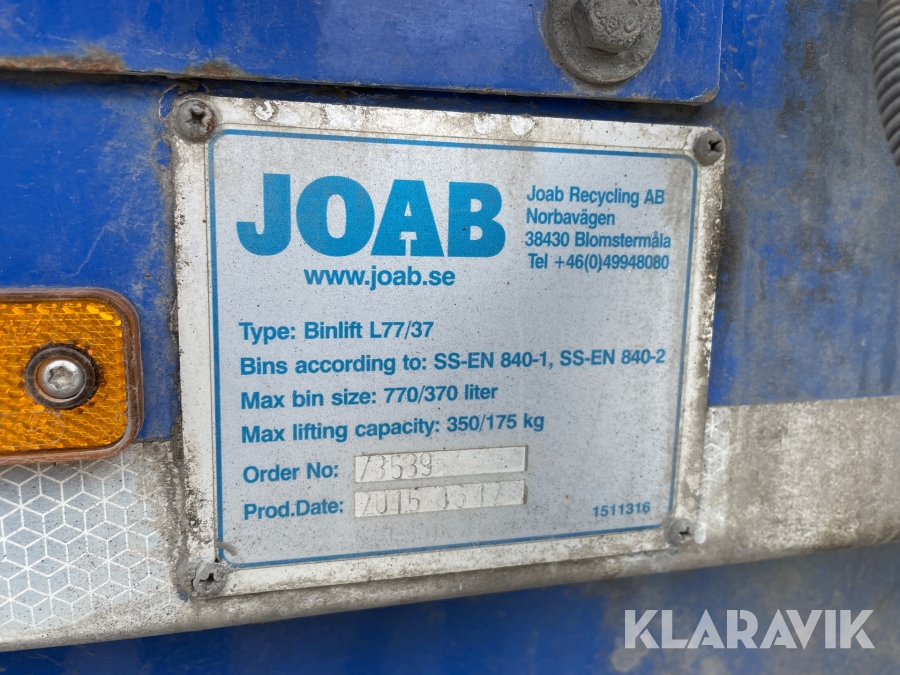 JOAB
www.joab.se
Joab Recycling AB
Norbavägen
38430 Blomstermåla
Tel +46(0)49948080
Type: Binlift L77/37
Bins according to: SS-EN 840-1, SS-EN 840-2
Max bin size: 770/370 liter
Max lifting capacity: 350/175 kg
Order No: 73539
Prod.Date: 2015
1511316
KLARAVIK